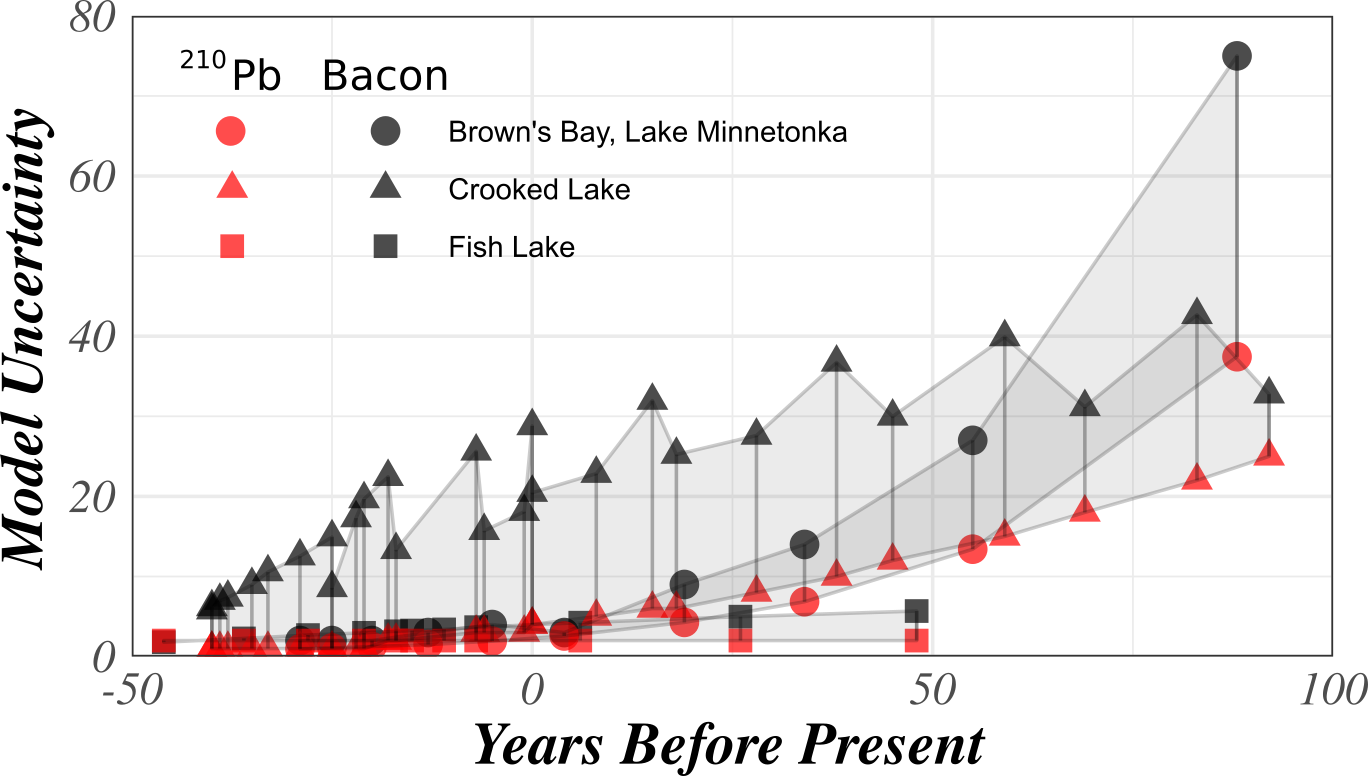 80
60
40
20
0
Model Uncertainty
²¹⁰Pb Bacon
Brown's Bay, Lake Minnetonka
Crooked Lake
Fish Lake
-50 0 50 100
Years Before Present